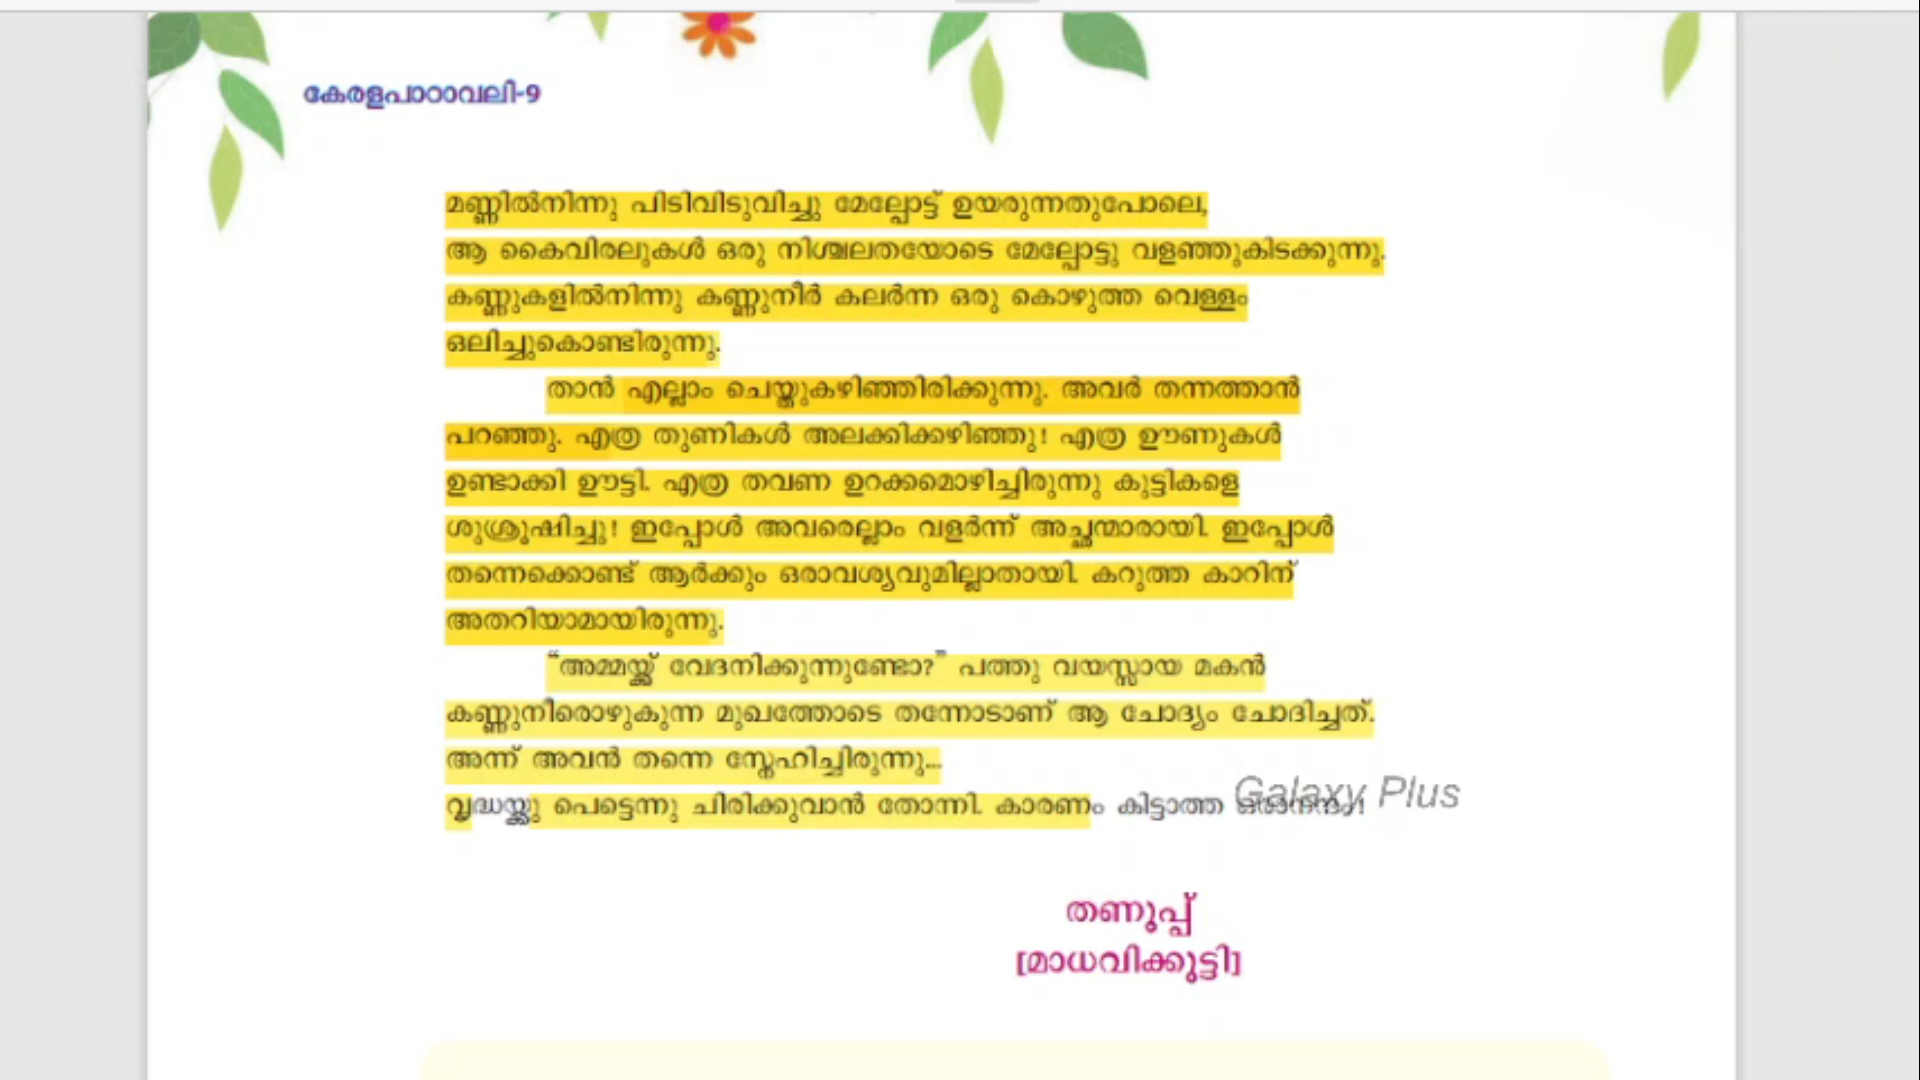 കേരളപാഠാവലി-9
മണ്ണിൽനിന്നു പിടിവിടുവിച്ചു മേല്പോട്ട് ഉയരുന്നതുപോലെ,
ആ കൈവിരലുകൾ ഒരു നിശ്ചലതയോടെ മേല്പോട്ടു വളഞ്ഞുകിടക്കുന്നു.
കണ്ണുകളിൽനിന്നു കണ്ണുനീർ കലർന്ന ഒരു കൊഴുത്ത വെള്ളം
ഒലിച്ചുകൊണ്ടിരുന്നു.
താൻ എല്ലാം ചെയ്തുകഴിഞ്ഞിരിക്കുന്നു. അവർ തന്നത്താൻ
പറഞ്ഞു. എത്ര തുണികൾ അലക്കിക്കഴിഞ്ഞു! എത്ര ഊണുകൾ
ഉണ്ടാക്കി ഊട്ടി. എത്ര തവണ ഉറക്കമൊഴിച്ചിരുന്നു കുട്ടികളെ
ശുശ്രൂഷിച്ചു! ഇപ്പോൾ അവരെല്ലാം വളർന്ന് അച്ഛന്മാരായി. ഇപ്പോൾ
തന്നെക്കൊണ്ട് ആർക്കും ഒരാവശ്യവുമില്ലാതായി. കറുത്ത കാറിന്
അതറിയാമായിരുന്നു.
“അമ്മയ്ക്ക് വേദനിക്കുന്നുണ്ടോ?” പത്തു വയസ്സായ മകൻ
കണ്ണുനീരൊഴുകുന്ന മുഖത്തോടെ തന്നോടാണ് ആ ചോദ്യം ചോദിച്ചത്.
അന്ന് അവൻ തന്നെ സ്നേഹിച്ചിരുന്നു...
വൃദ്ധയ്ക്കു പെട്ടെന്നു ചിരിക്കുവാൻ തോന്നി. കാരണം കിട്ടാത്ത ഒരാനന്ദം!
Galaxy Plus
തണുപ്പ്
[മാധവിക്കുട്ടി]